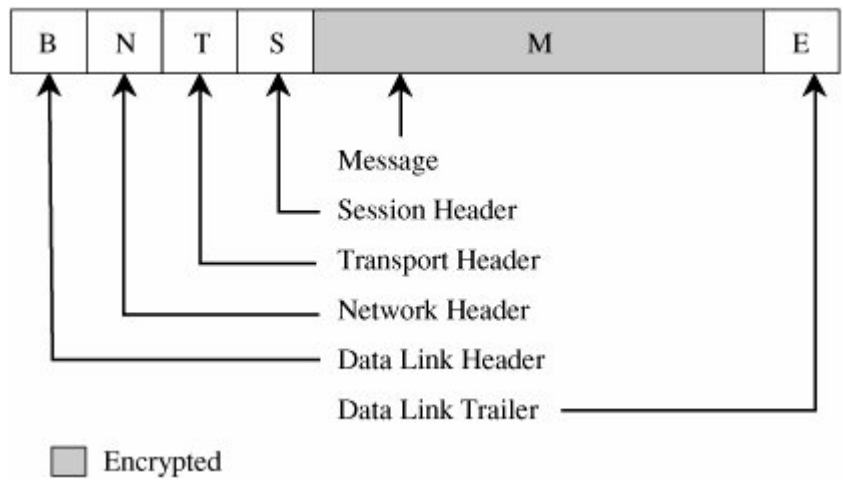 B N T S M E
Message
Session Header
Transport Header
Network Header
Data Link Header
Data Link Trailer
Encrypted